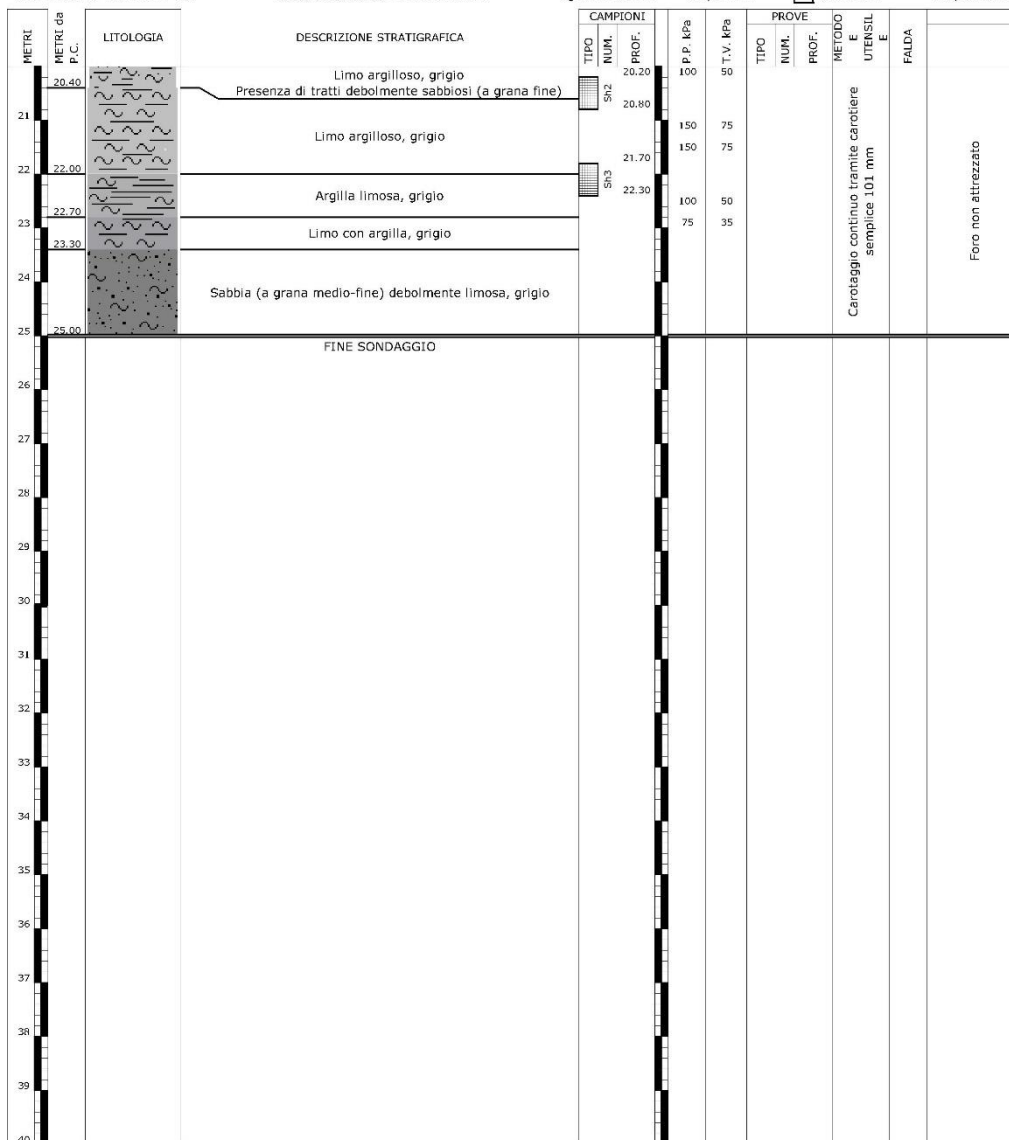 CAMPIONI
PROVE
METRI
METRI da P.C.
LITOLOGIA
DESCRIZIONE STRATIGRAFICA
TIPO
NUM.
PROF.
P.P. kPa
T.V. kPa
TIPO
NUM.
PROF.
METODO E UTENSILE
FALDA
20.40
Limo argilloso, grigio
Presenza di tratti debolmente sabbiosi (a grana fine)
Sh2
20.20
20.80
100 50
21
Limo argilloso, grigio
150 75
150 75
22
22.00
Sh3
21.70
22.30
Argilla limosa, grigio
100 50
22.70
23
75 35
Limo con argilla, grigio
23.30
24
Sabbia (a grana medio-fine) debolmente limosa, grigio
25
25.00
Carotaggio continuo tramite carotiere
semplice 101 mm
Foro non attrezzato
FINE SONDAGGIO
26
27
28
29
30
31
32
33
34
35
36
37
38
39
40